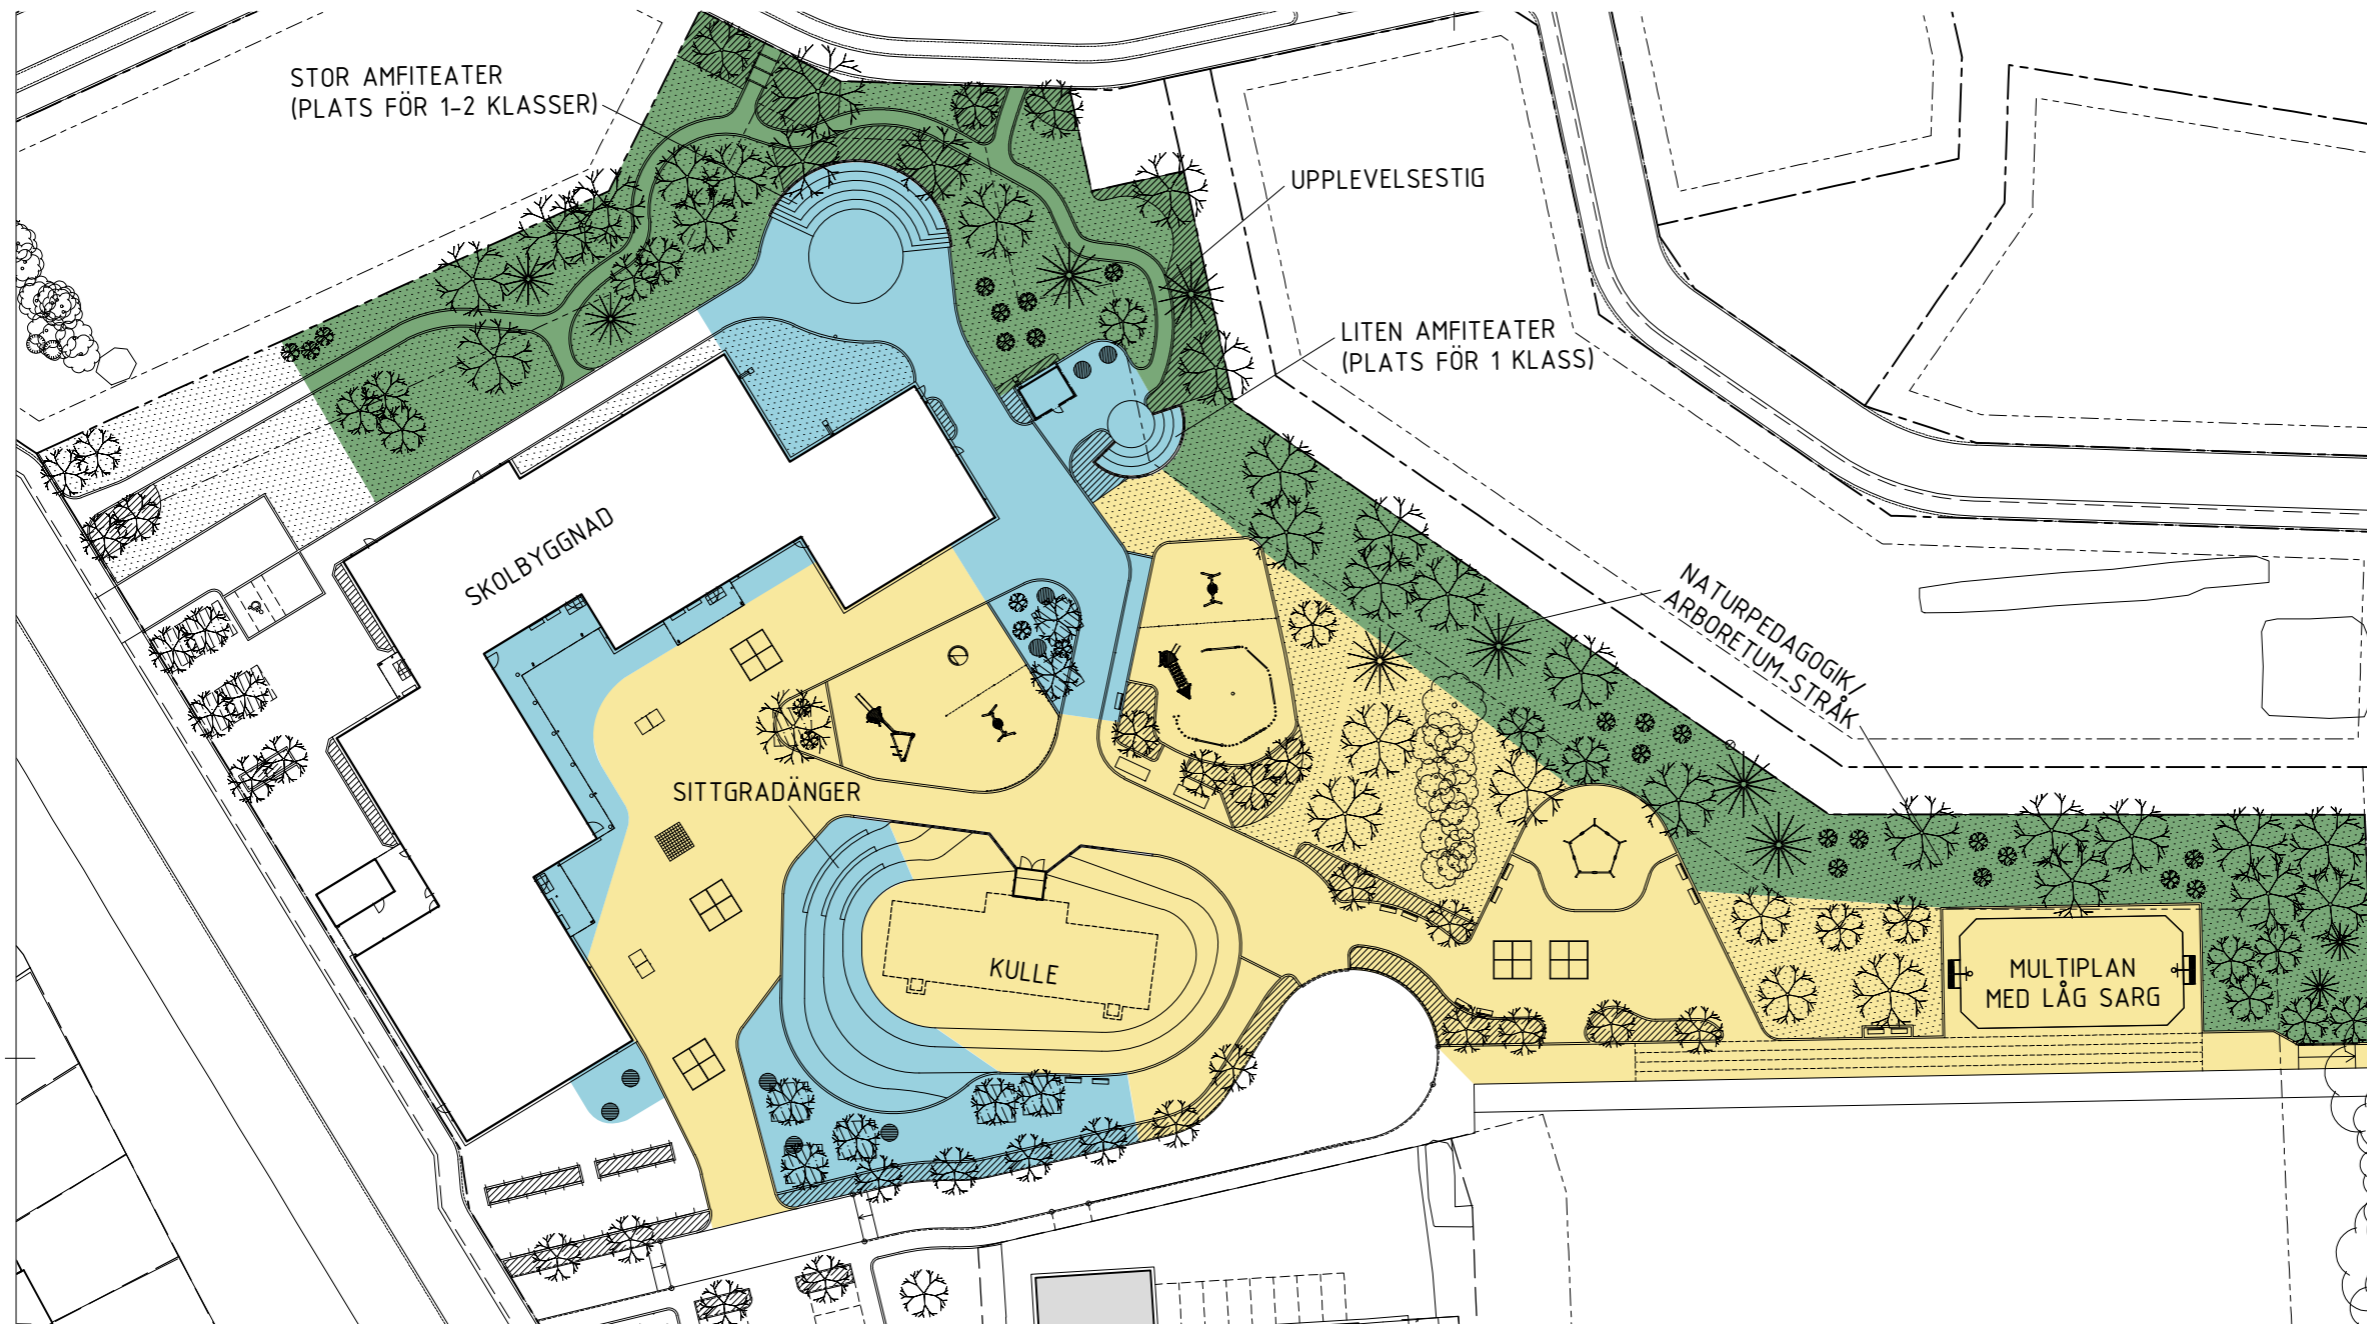 STOR AMFITEATER
(PLATS FÖR 1-2 KLASSER)
UPPLEVELSESTIG
LITEN AMFITEATER
(PLATS FÖR 1 KLASS)
SKOLBYGGNAD
NATURPEDAGOGIK/
ARBORETUM-STRÅK
SITTGRADÄNGER
KULLE
MULTIPLAN
MED LÅG SARG